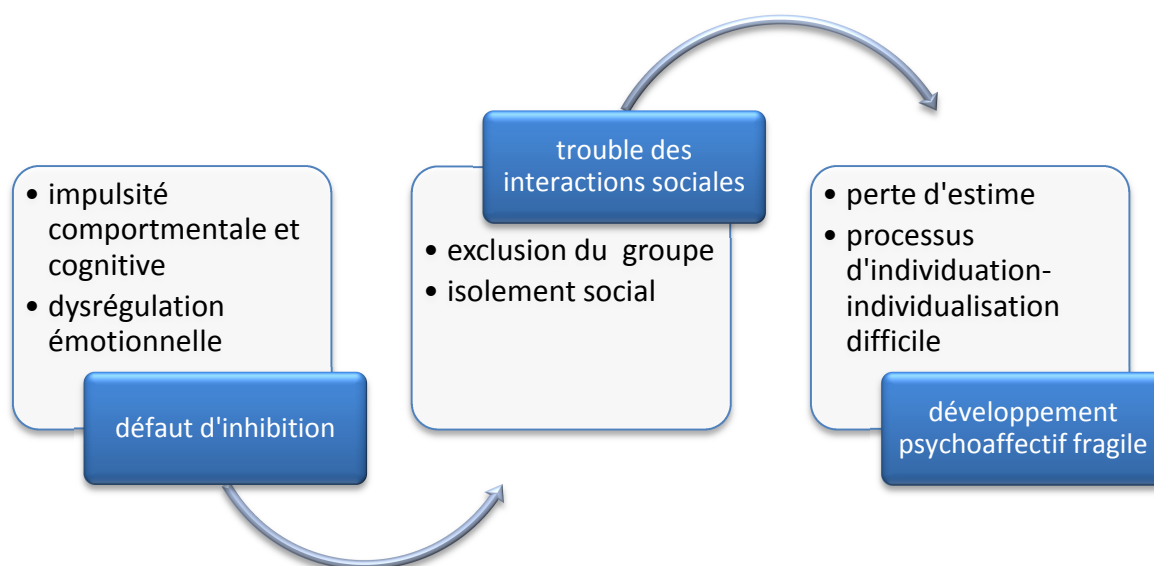 • impulsité
comportmentale et
cognitive
• dysrégulation
émotionnelle
défaut d'inhibition
trouble des
interactions sociales
• exclusion du  groupe
• isolement social
• perte d'estime
• processus
d'individuation-
individualisation
difficile
développement
psychoaffectif fragile